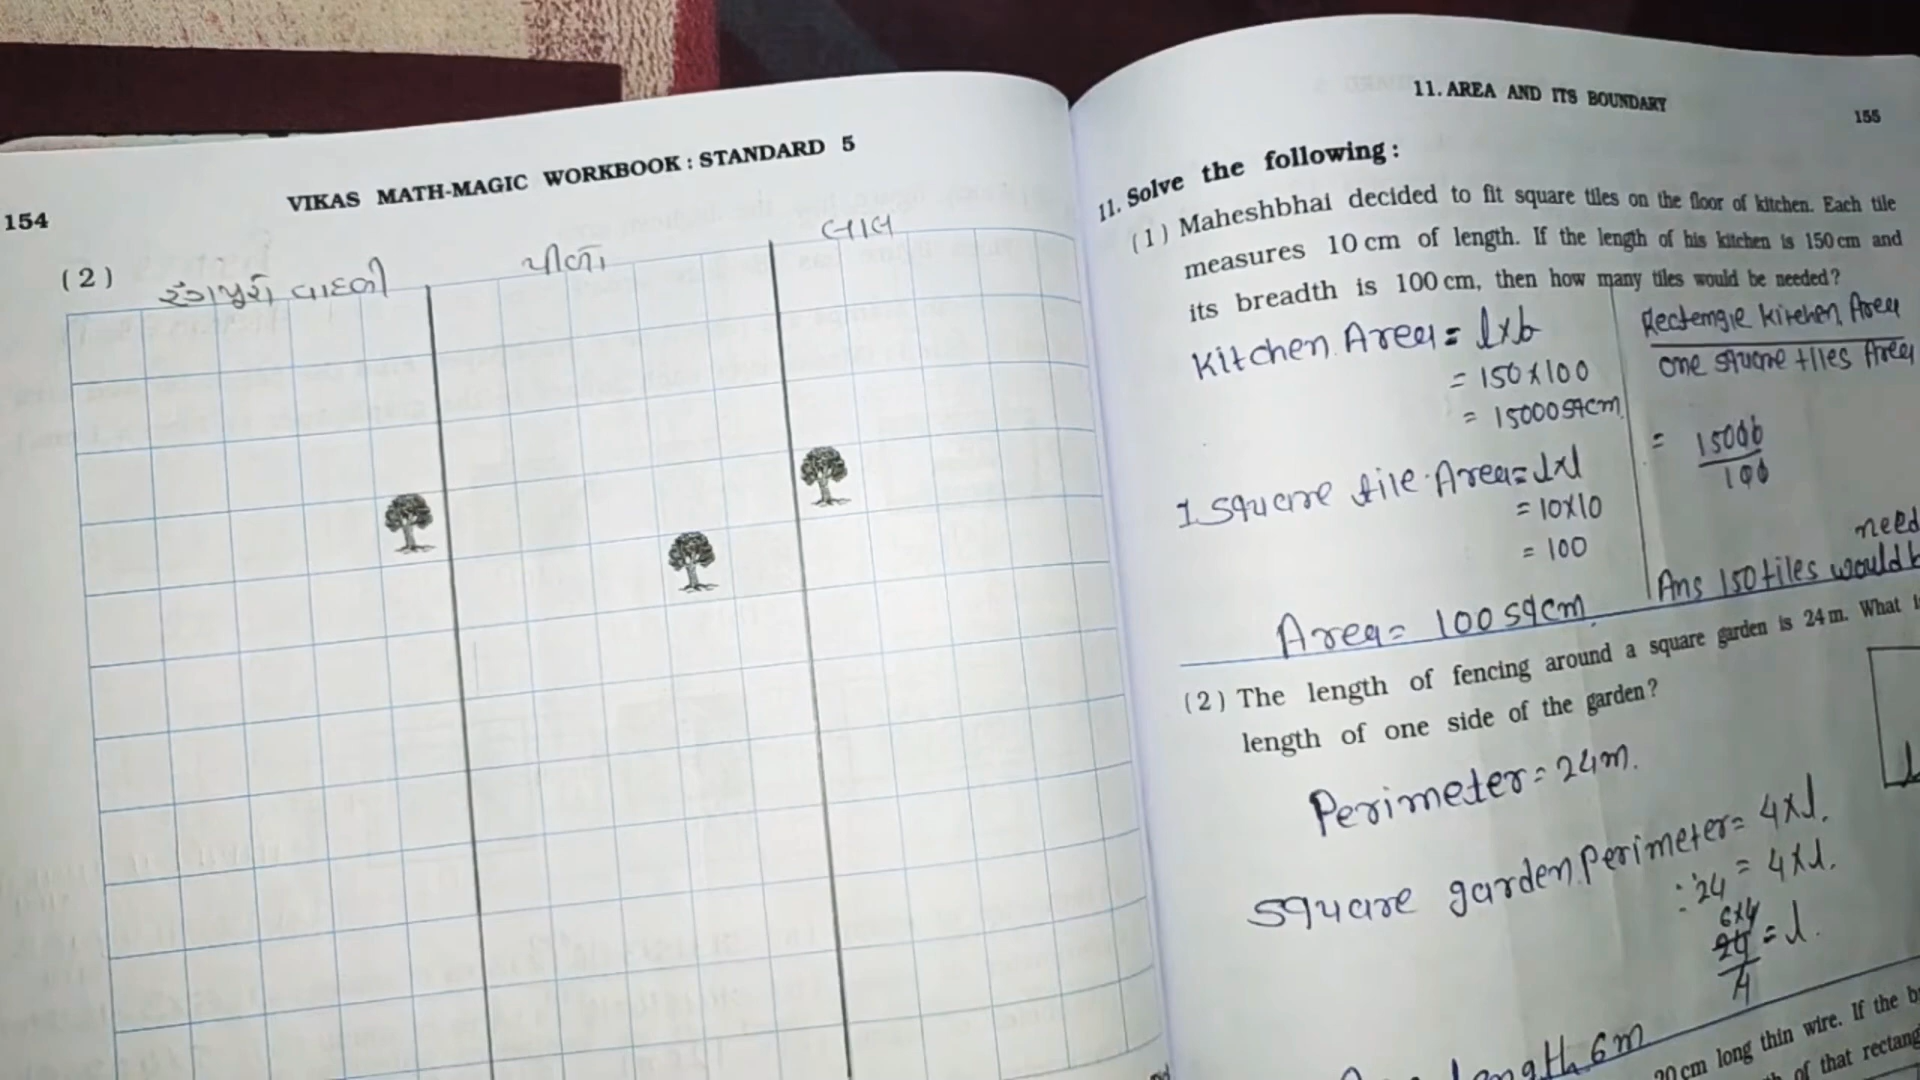 154
VIKAS MATH-MAGIC WORKBOOK : STANDARD 5
(2)
પીળો
લાલ
11. AREA AND ITS BOUNDARY
155
11. Solve the following :
(1) Maheshbhai decided to fit square tiles on the floor of kitchen. Each tile
measures 10 cm of length. If the length of his kitchen is 150 cm and
its breadth is 100 cm, then how many tiles would be needed?
Kitchen Area = l×b
= 150×100
= 15000 sqcm.
1 square tile Area = l×l
= 10×10
= 100
Area = 100 sqcm.
Rectangle kitchen Area
one square tiles Area
= 15000
100
need
Ans 150 tiles would b
(2) The length of fencing around a square garden is 24 m. What i
length of one side of the garden?
Perimeter = 24m.
square garden perimeter = 4×l.
∴ 24 = 4×l.
6×4
24 = l.
4
length 6m
20 cm long thin wire. If the b
of that rectang